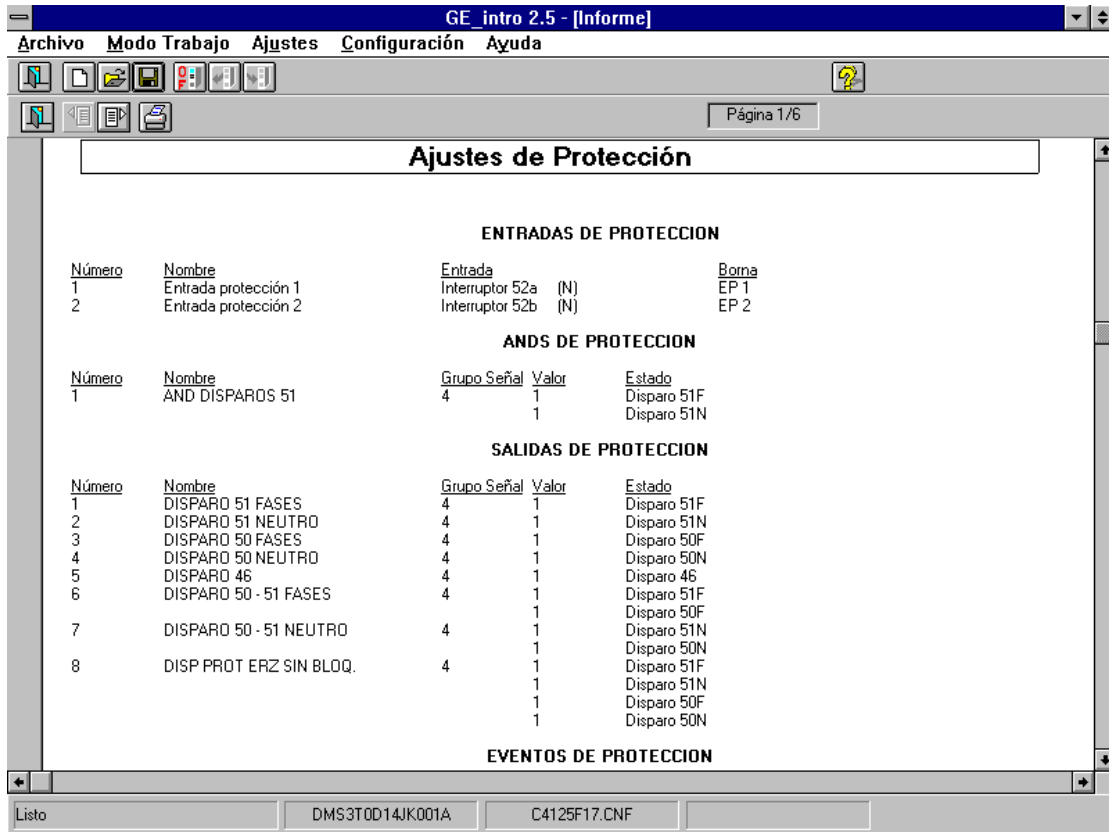 GE_intro 2.5 - [Informe]
Archivo Modo Trabajo Ajustes Configuración Ayuda
Página 1/6
Ajustes de Protección
ENTRADAS DE PROTECCION
Número Nombre Entrada Borna
1 Entrada protección 1 Interruptor 52a (N) EP 1
2 Entrada protección 2 Interruptor 52b (N) EP 2
ANDS DE PROTECCION
Número Nombre Grupo Señal Valor Estado
1 AND DISPAROS 51 4 1 Disparo 51F
1 Disparo 51N
SALIDAS DE PROTECCION
Número Nombre Grupo Señal Valor Estado
1 DISPARO 51 FASES 4 1 Disparo 51F
2 DISPARO 51 NEUTRO 4 1 Disparo 51N
3 DISPARO 50 FASES 4 1 Disparo 50F
4 DISPARO 50 NEUTRO 4 1 Disparo 50N
5 DISPARO 46 4 1 Disparo 46
6 DISPARO 50 - 51 FASES 4 1 Disparo 51F
1 Disparo 50F
7 DISPARO 50 - 51 NEUTRO 4 1 Disparo 51N
1 Disparo 50N
8 DISP PROT ERZ SIN BLOQ. 4 1 Disparo 51F
1 Disparo 51N
1 Disparo 50F
1 Disparo 50N
EVENTOS DE PROTECCION
Listo DMS3T0D14JK001A C4125F17.CNF